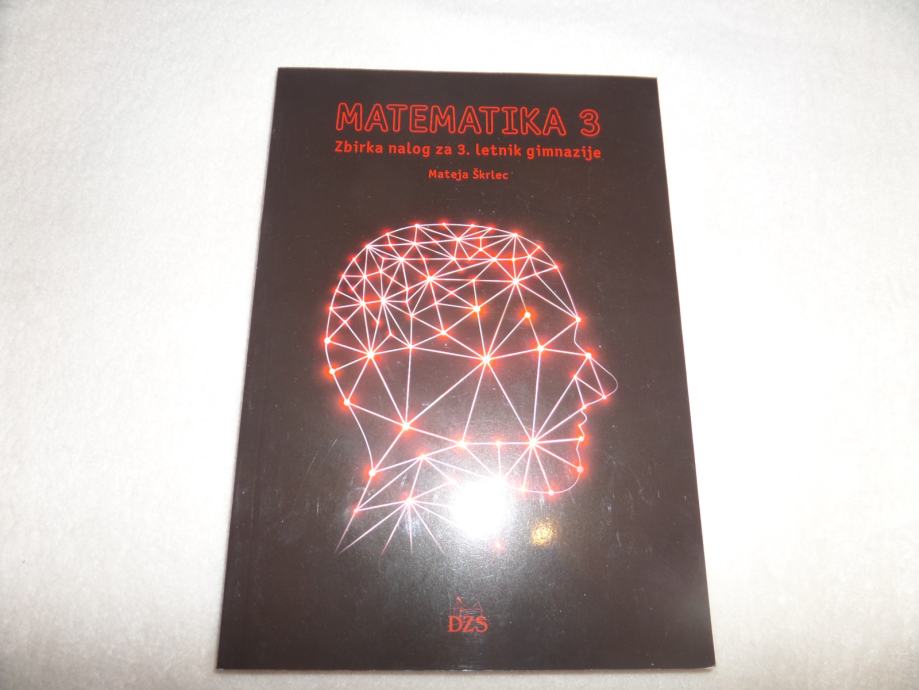 MATEMATIKA 3
Zbirka nalog za 3. letnik gimnazije
Mateja Škrlec
DZS